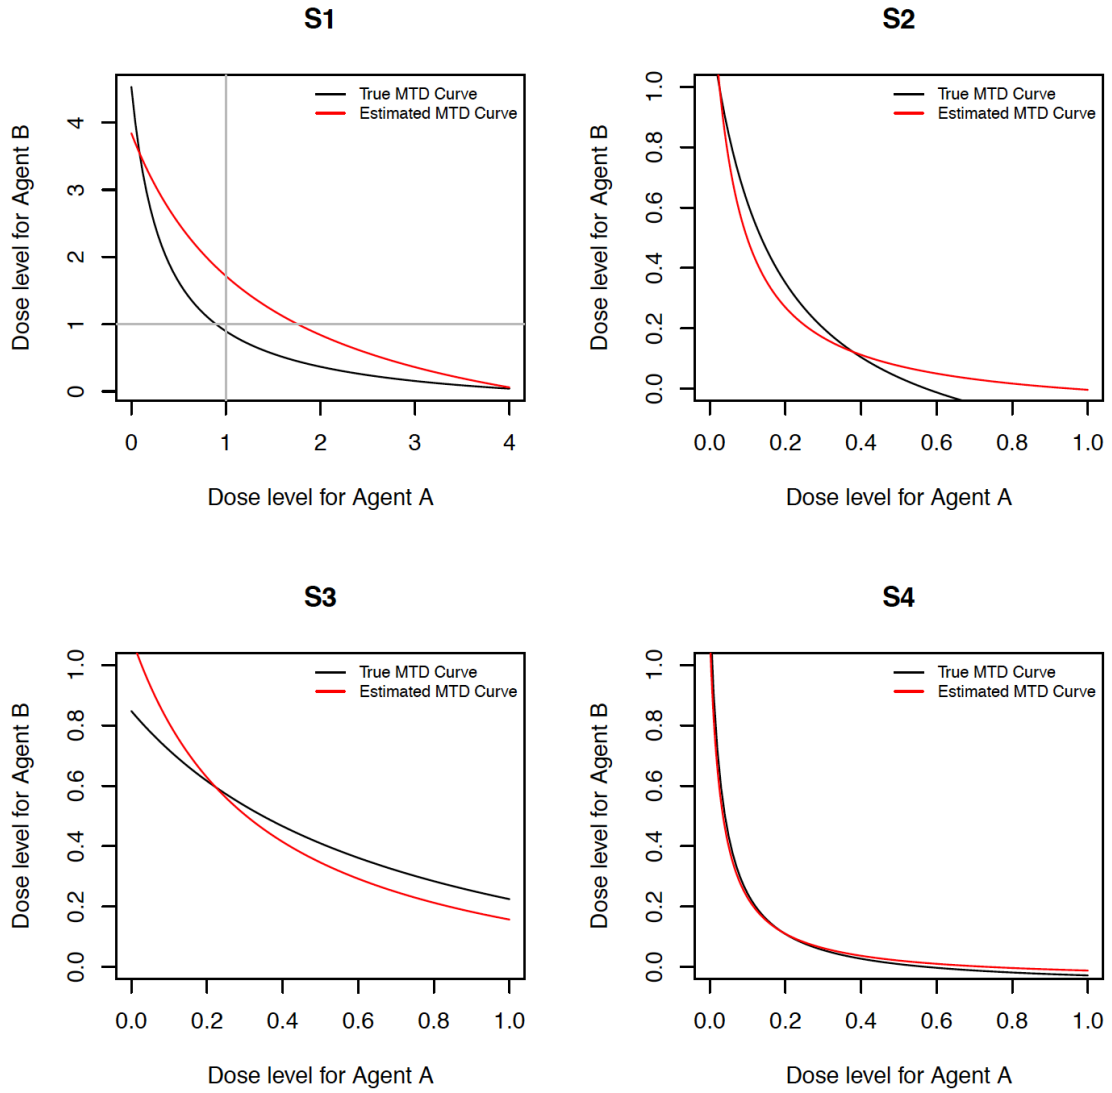 S1
True MTD Curve
Estimated MTD Curve
Dose level for Agent B
4
3
2
1
0
0 1 2 3 4
Dose level for Agent A
S2
True MTD Curve
Estimated MTD Curve
Dose level for Agent B
1.0
0.8
0.6
0.4
0.2
0.0
0.0 0.2 0.4 0.6 0.8 1.0
Dose level for Agent A
S3
True MTD Curve
Estimated MTD Curve
Dose level for Agent B
1.0
0.8
0.6
0.4
0.2
0.0
0.0 0.2 0.4 0.6 0.8 1.0
Dose level for Agent A
S4
True MTD Curve
Estimated MTD Curve
Dose level for Agent B
1.0
0.8
0.6
0.4
0.2
0.0
0.0 0.2 0.4 0.6 0.8 1.0
Dose level for Agent A